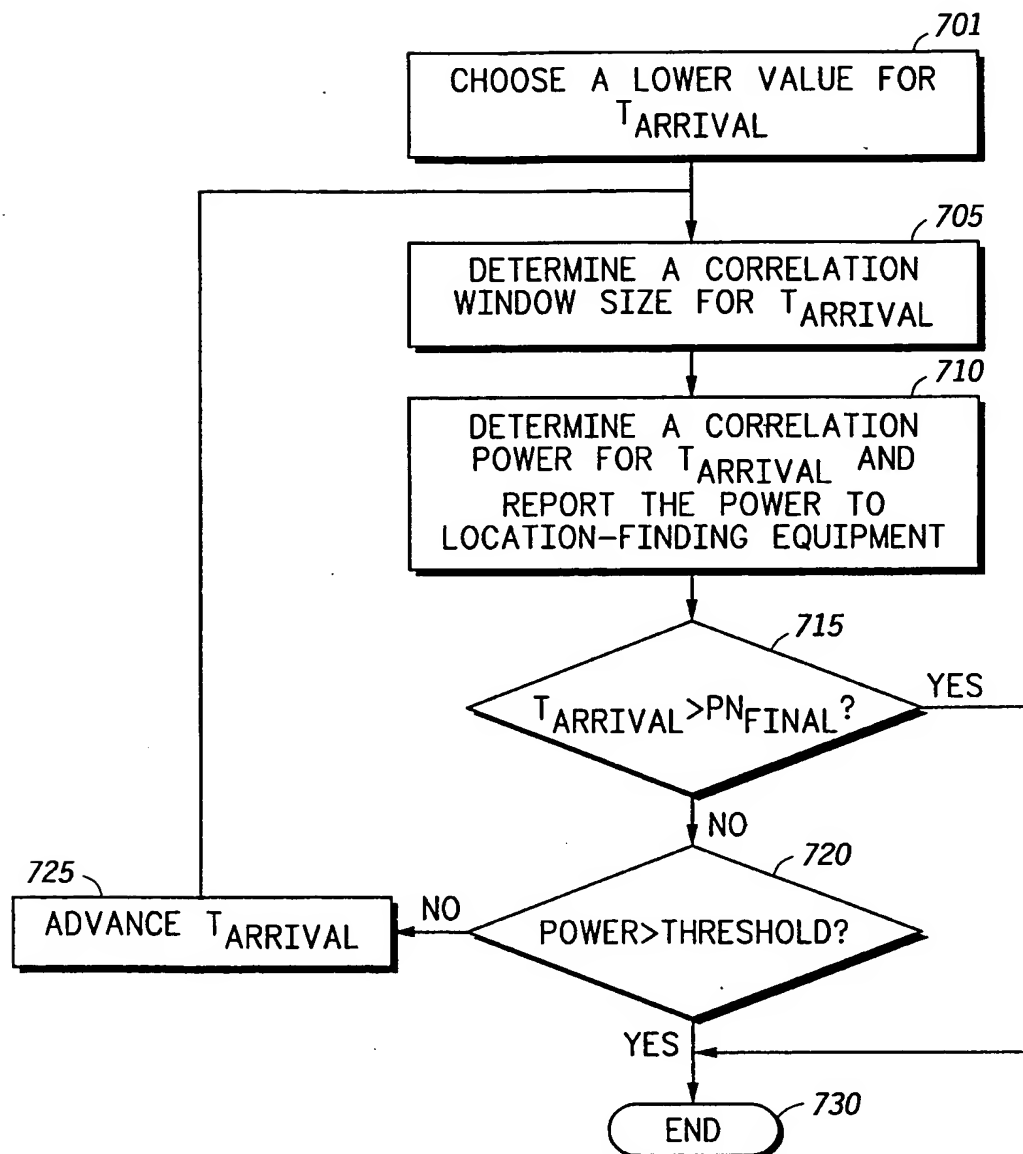 701
CHOOSE A LOWER VALUE FOR
TARRIVAL
705
DETERMINE A CORRELATION
WINDOW SIZE FOR TARRIVAL
710
DETERMINE A CORRELATION
POWER FOR TARRIVAL AND
REPORT THE POWER TO
LOCATION-FINDING EQUIPMENT
715
TARRIVAL>PNFINAL?
YES
NO
720
POWER>THRESHOLD?
NO
725
ADVANCE TARRIVAL
YES
730
END